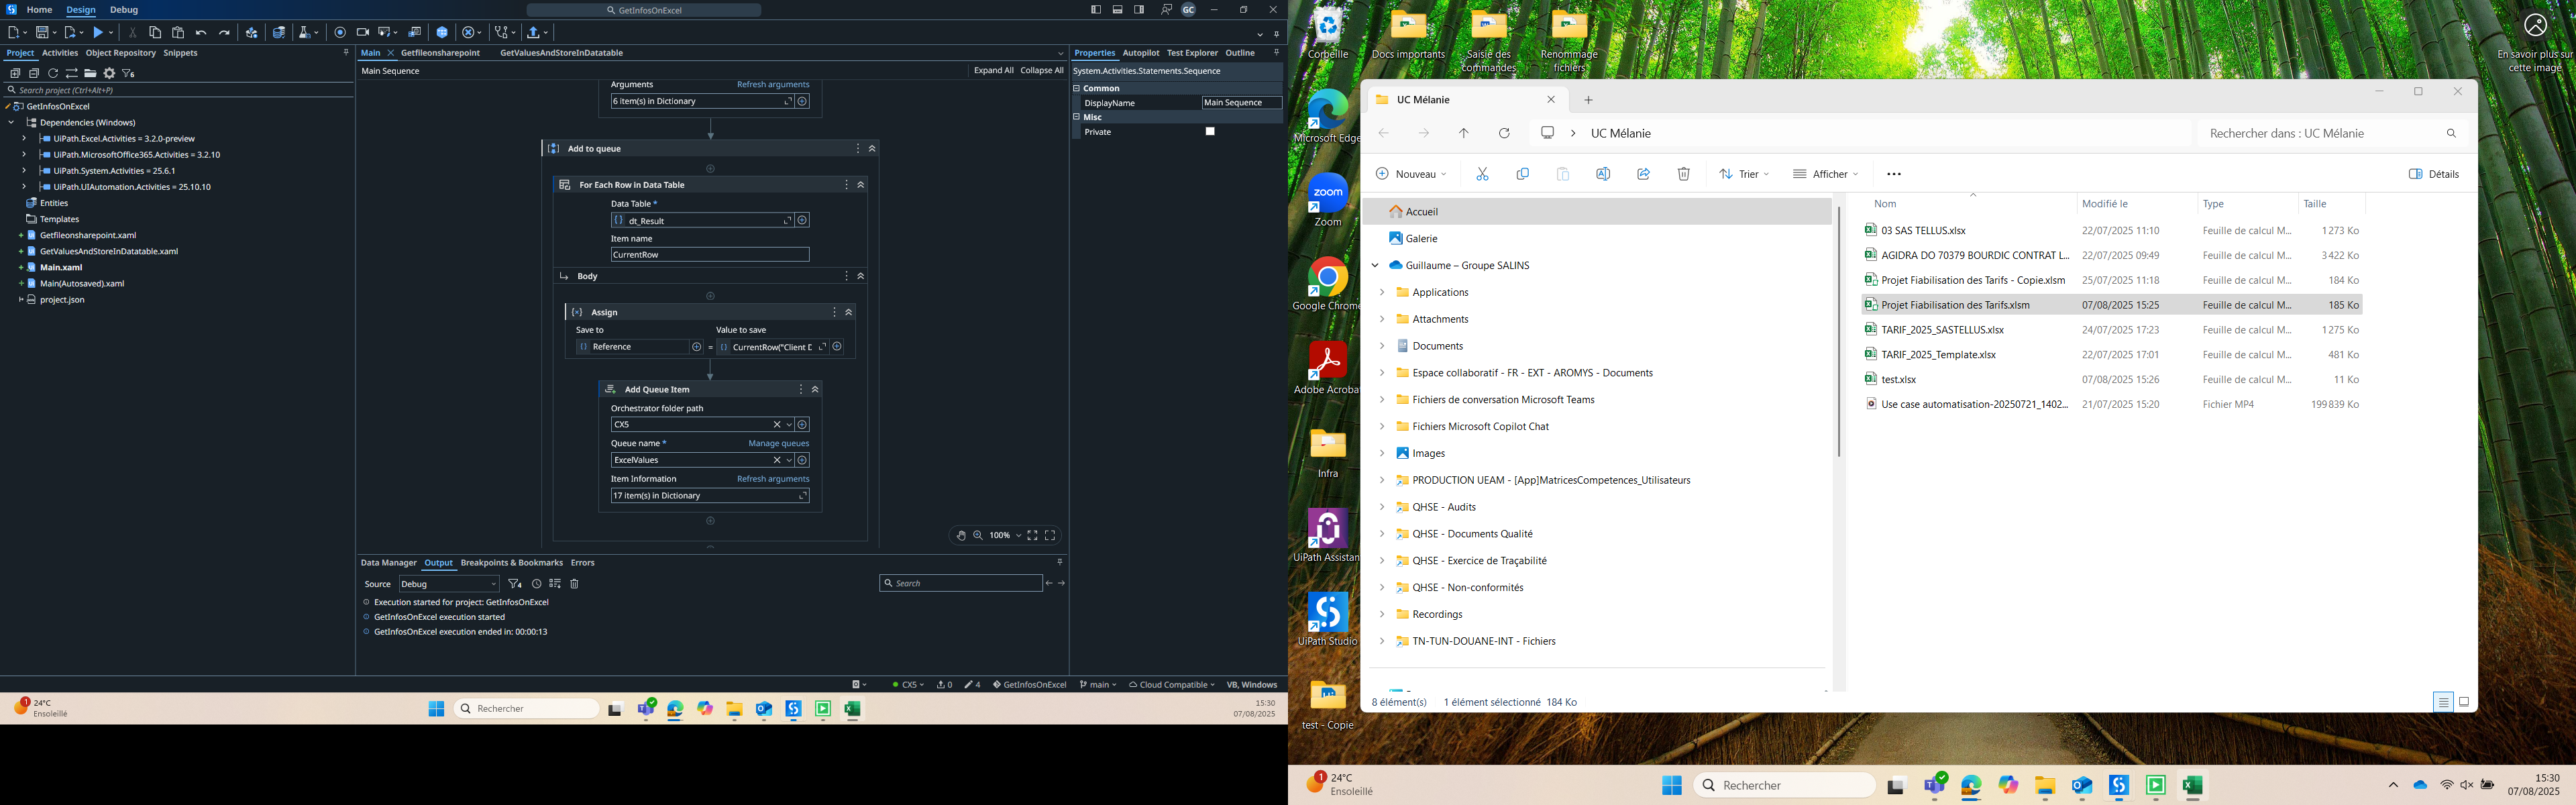 Home Design Debug
GetInfosOnExcel
GC
Project Activities Object Repository Snippets
Search project (Ctrl+Alt+P)
GetInfosOnExcel
Dependencies (Windows)
UiPath.Excel.Activities = 3.2.0-preview
UiPath.MicrosoftOffice365.Activities = 3.2.10
UiPath.System.Activities = 25.6.1
UiPath.UIAutomation.Activities = 25.10.10
Entities
Templates
Getfileonsharepoint.xaml
GetValuesAndStoreInDatatable.xaml
Main.xaml
Main(Autosaved).xaml
project.json
Main Getfileonsharepoint GetValuesAndStoreInDatatable
Main Sequence Expand All Collapse All
Arguments Refresh arguments
6 item(s) in Dictionary
Add to queue
For Each Row in Data Table
Data Table *
dt_Result
Item name
CurrentRow
Body
Assign
Save to Value to save
Reference = CurrentRow("Client D
Add Queue Item
Orchestrator folder path
CX5
Queue name * Manage queues
ExcelValues
Item Information Refresh arguments
17 item(s) in Dictionary
100%
Data Manager Output Breakpoints & Bookmarks Errors
Source Debug
4
Search
Execution started for project: GetInfosOnExcel
GetInfosOnExcel execution started
GetInfosOnExcel execution ended in: 00:00:13
Properties Autopilot Test Explorer Outline
System.Activities.Statements.Sequence
Common
DisplayName Main Sequence
Misc
Private
CX5 0 4 GetInfosOnExcel main Cloud Compatible VB, Windows
1
24°C
Ensoleillé
Rechercher
15:30
07/08/2025
Corbeille
Docs importants
Saisie des commandes
Renommage fichiers
En savoir plus sur cette image
Microsoft Edge
zoom
Zoom
Google Chrome
Adobe Acrobat
Infra
UiPath Assistan
UiPath Studio
test - Copie
UC Mélanie
UC Mélanie
Rechercher dans : UC Mélanie
Nouveau Trier Afficher Détails
Accueil
Galerie
Guillaume – Groupe SALINS
Applications
Attachments
Documents
Espace collaboratif - FR - EXT - AROMYS - Documents
Fichiers de conversation Microsoft Teams
Fichiers Microsoft Copilot Chat
Images
PRODUCTION UEAM - [App]MatricesCompetences_Utilisateurs
QHSE - Audits
QHSE - Documents Qualité
QHSE - Exercice de Traçabilité
QHSE - Non-conformités
Recordings
TN-TUN-DOUANE-INT - Fichiers
Nom Modifié le Type Taille
03 SAS TELLUS.xlsx 22/07/2025 11:10 Feuille de calcul M... 1 273 Ko
AGIDRA DO 70379 BOURDIC CONTRAT L... 22/07/2025 09:49 Feuille de calcul M... 3 422 Ko
Projet Fiabilisation des Tarifs - Copie.xlsm 25/07/2025 11:18 Feuille de calcul M... 184 Ko
Projet Fiabilisation des Tarifs.xlsm 07/08/2025 15:25 Feuille de calcul M... 185 Ko
TARIF_2025_SASTELLUS.xlsx 24/07/2025 17:23 Feuille de calcul M... 1 275 Ko
TARIF_2025_Template.xlsx 22/07/2025 17:01 Feuille de calcul M... 481 Ko
test.xlsx 07/08/2025 15:26 Feuille de calcul M... 11 Ko
Use case automatisation-20250721_1402... 21/07/2025 15:20 Fichier MP4 199 839 Ko
8 élément(s) 1 élément sélectionné 184 Ko
1
24°C
Ensoleillé
Rechercher
15:30
07/08/2025